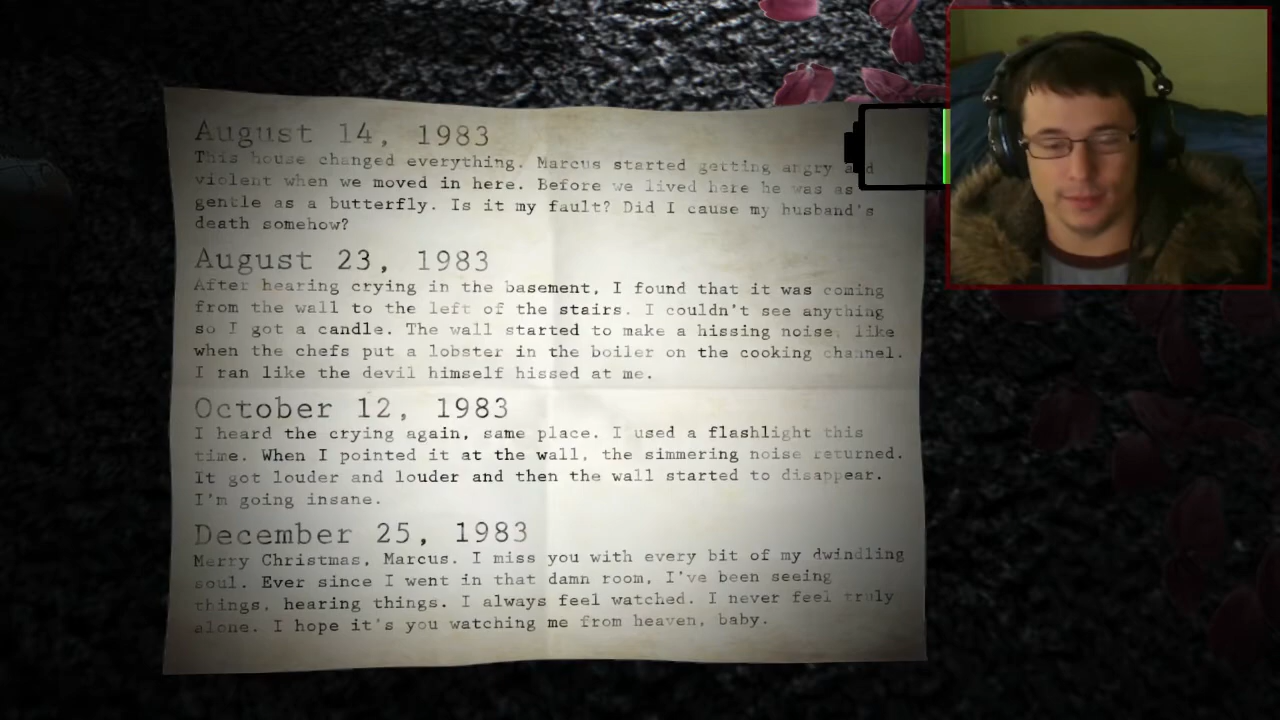 August 14, 1983
This house changed everything. Marcus started getting angry and
violent when we moved in here. Before we lived here he was as
gentle as a butterfly. Is it my fault? Did I cause my husband's
death somehow?
August 23, 1983
After hearing crying in the basement, I found that it was coming
from the wall to the left of the stairs. I couldn't see anything
so I got a candle. The wall started to make a hissing noise, like
when the chefs put a lobster in the boiler on the cooking channel.
I ran like the devil himself hissed at me.
October 12, 1983
I heard the crying again, same place. I used a flashlight this
time. When I pointed it at the wall, the simmering noise returned.
It got louder and louder and then the wall started to disappear.
I'm going insane.
December 25, 1983
Merry Christmas, Marcus. I miss you with every bit of my dwindling
soul. Ever since I went in that damn room, I've been seeing
things, hearing things. I always feel watched. I never feel truly
alone. I hope it's you watching me from heaven, baby.